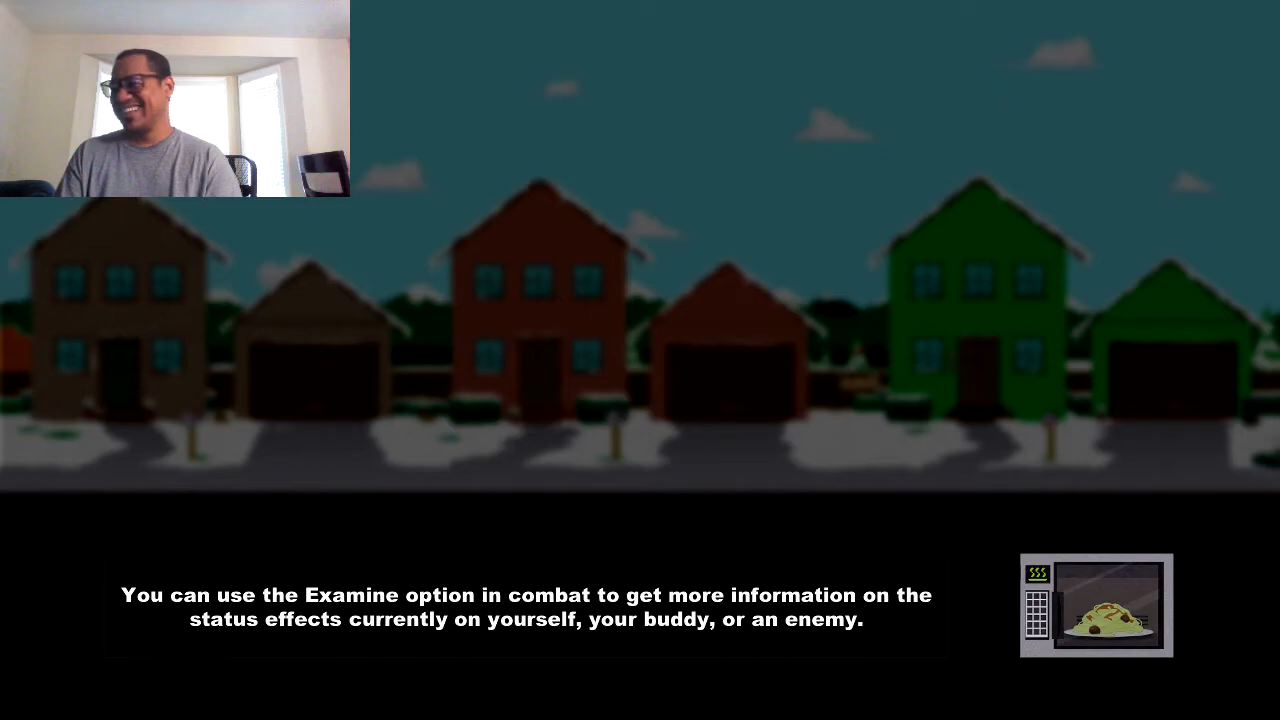 You can use the Examine option in combat to get more information on the
status effects currently on yourself, your buddy, or an enemy.